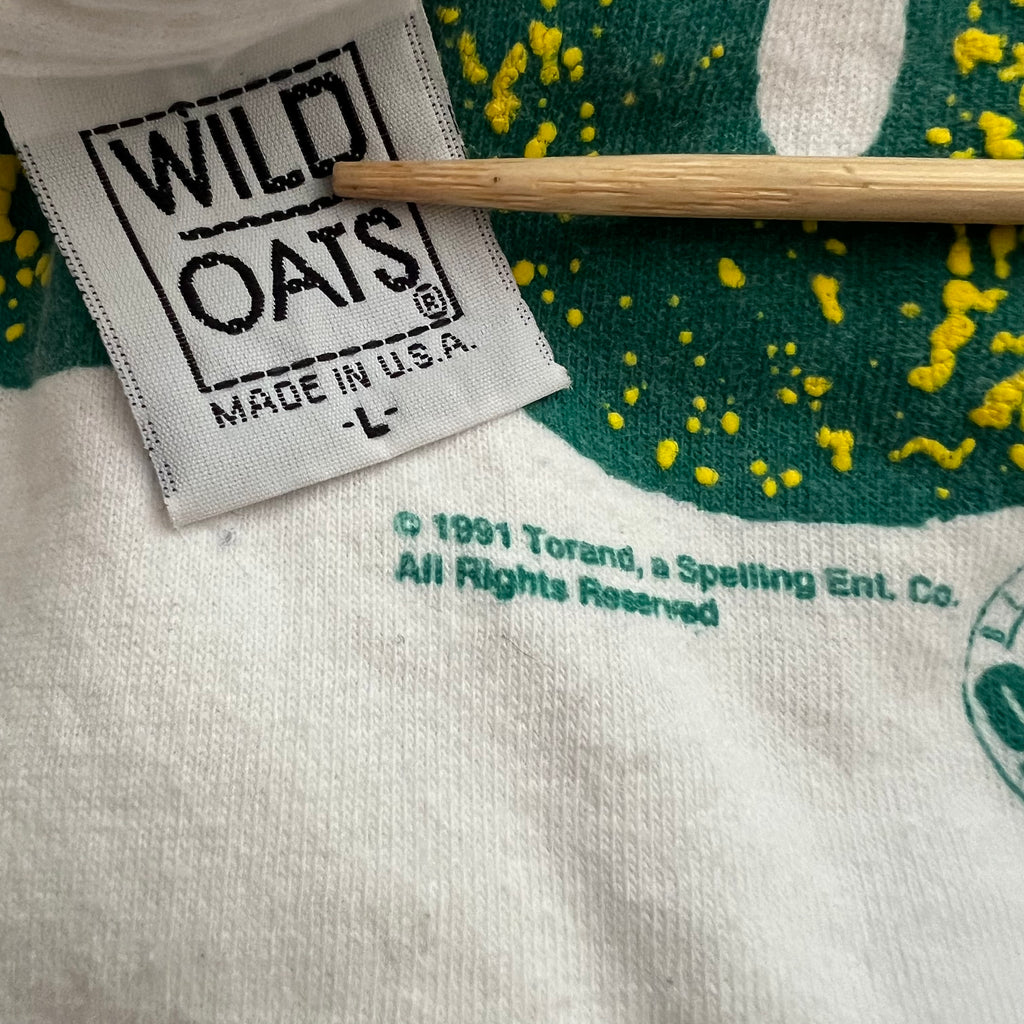 WILD
OATS®
MADE IN U.S.A.
-L-
© 1991 Torand, a Spelling Ent. Co.
All Rights Reserved